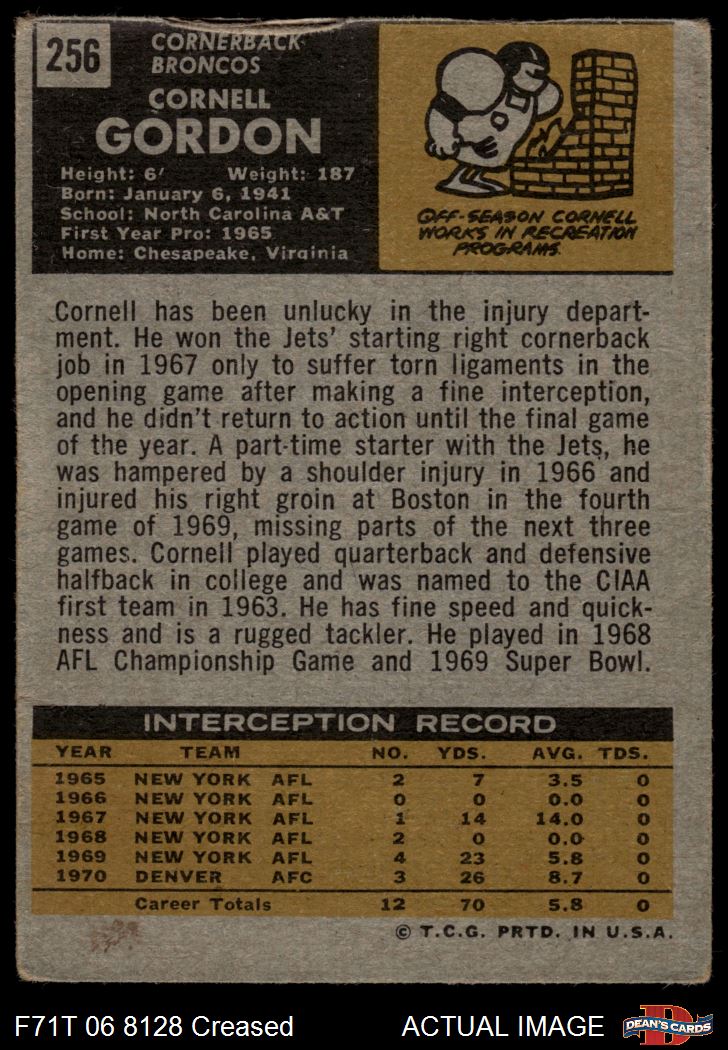 256
CORNERBACK
BRONCOS
CORNELL
GORDON
Height: 6' Weight: 187
Born: January 6, 1941
School: North Carolina A&T
First Year Pro: 1965
Home: Chesapeake, Virginia
OFF-SEASON CORNELL
WORKS IN RECREATION
PROGRAMS.
Cornell has been unlucky in the injury depart-
ment. He won the Jets' starting right cornerback
job in 1967 only to suffer torn ligaments in the
opening game after making a fine interception,
and he didn't return to action until the final game
of the year. A part-time starter with the Jets, he
was hampered by a shoulder injury in 1966 and
injured his right groin at Boston in the fourth
game of 1969, missing parts of the next three
games. Cornell played quarterback and defensive
halfback in college and was named to the CIAA
first team in 1963. He has fine speed and quick-
ness and is a rugged tackler. He played in 1968
AFL Championship Game and 1969 Super Bowl.
INTERCEPTION RECORD
YEAR TEAM NO. YDS. AVG. TDS.
1965 NEW YORK AFL 2 7 3.5 0
1966 NEW YORK AFL 0 0 0.0 0
1967 NEW YORK AFL 1 14 14.0 0
1968 NEW YORK AFL 2 0 0.0 0
1969 NEW YORK AFL 4 23 5.8 0
1970 DENVER AFC 3 26 8.7 0
Career Totals 12 70 5.8 0
© T.C.G. PRTD. IN U.S.A.
F71T 06 8128 Creased ACTUAL IMAGE
D
DEAN'S CARDS